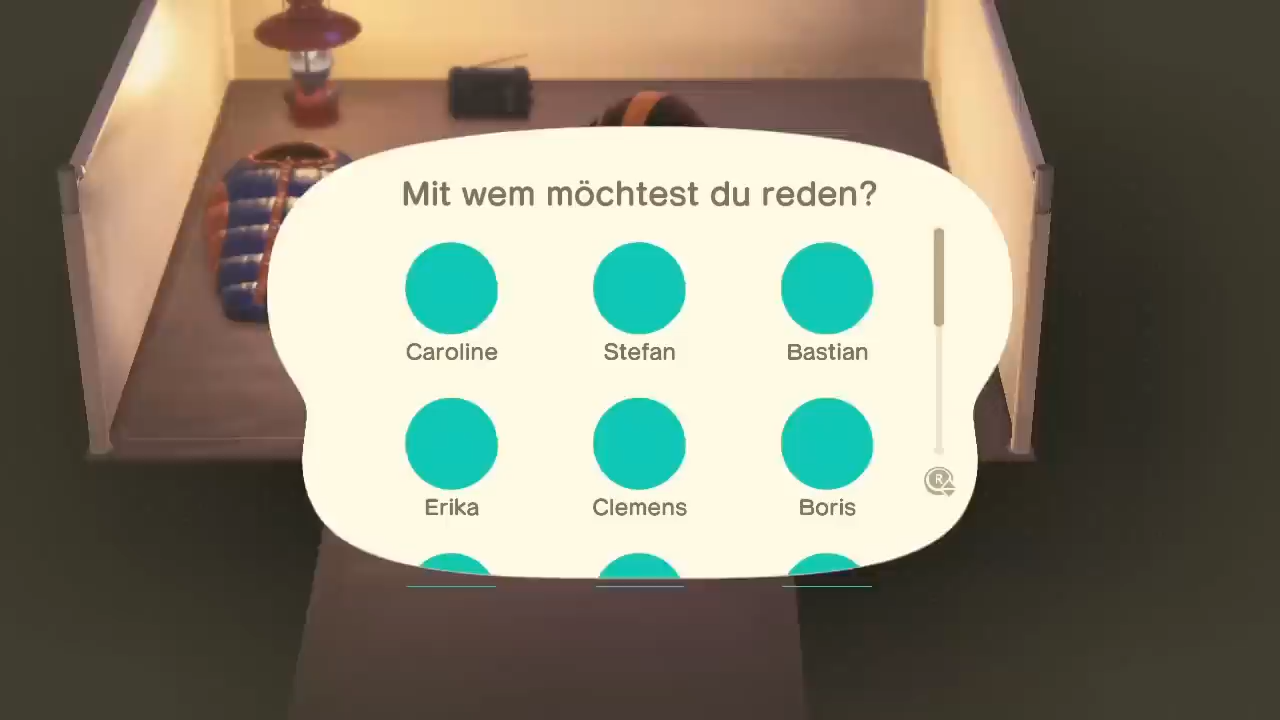 Mit wem möchtest du reden?
Caroline Stefan Bastian
Erika Clemens Boris
R